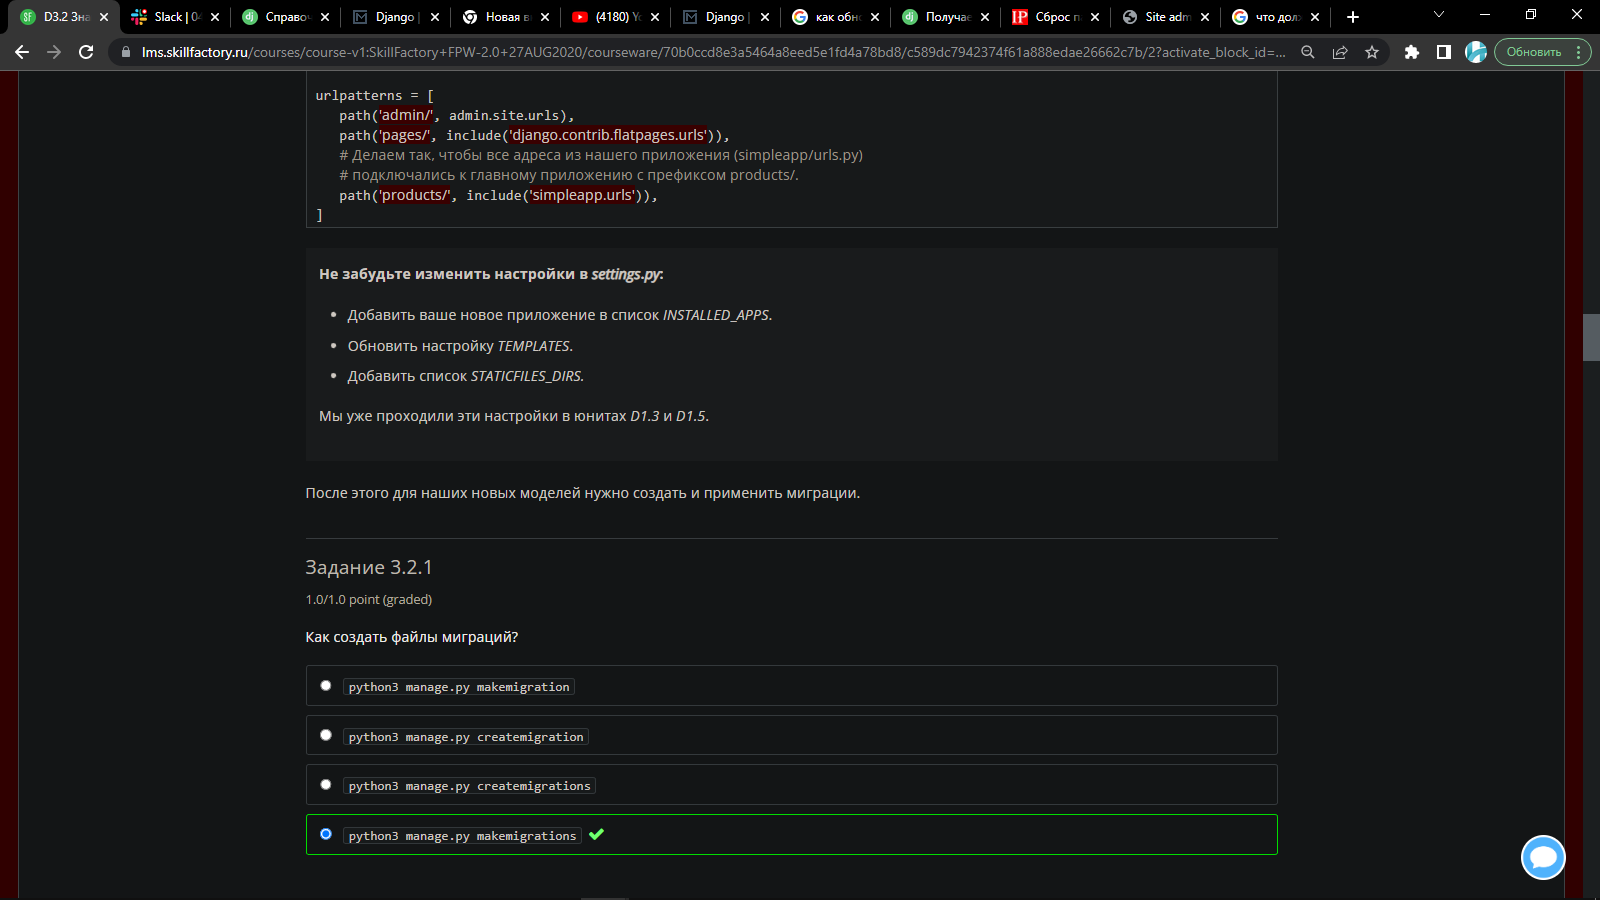 D3.2 Зна
Slack | 04
Справоч
Django |
Новая в
(4180) Yo
Django |
как обно
Получае
Сброс п
Site adm
что долж
lms.skillfactory.ru/courses/course-v1:SkillFactory+FPW-2.0+27AUG2020/courseware/70b0ccd8e3a5464a8eed5e1fd4a78bd8/c589dc7942374f61a888edae26662c7b/2?activate_block_id=...
Обновить
urlpatterns = [
path('admin/', admin.site.urls),
path('pages/', include('django.contrib.flatpages.urls')),
# Делаем так, чтобы все адреса из нашего приложения (simpleapp/urls.py)
# подключались к главному приложению с префиксом products/.
path('products/', include('simpleapp.urls')),
]
Не забудьте изменить настройки в settings.py:
Добавить ваше новое приложение в список INSTALLED_APPS.
Обновить настройку TEMPLATES.
Добавить список STATICFILES_DIRS.
Мы уже проходили эти настройки в юнитах D1.3 и D1.5.
После этого для наших новых моделей нужно создать и применить миграции.
Задание 3.2.1
1.0/1.0 point (graded)
Как создать файлы миграций?
python3 manage.py makemigration
python3 manage.py createmigration
python3 manage.py createmigrations
python3 manage.py makemigrations